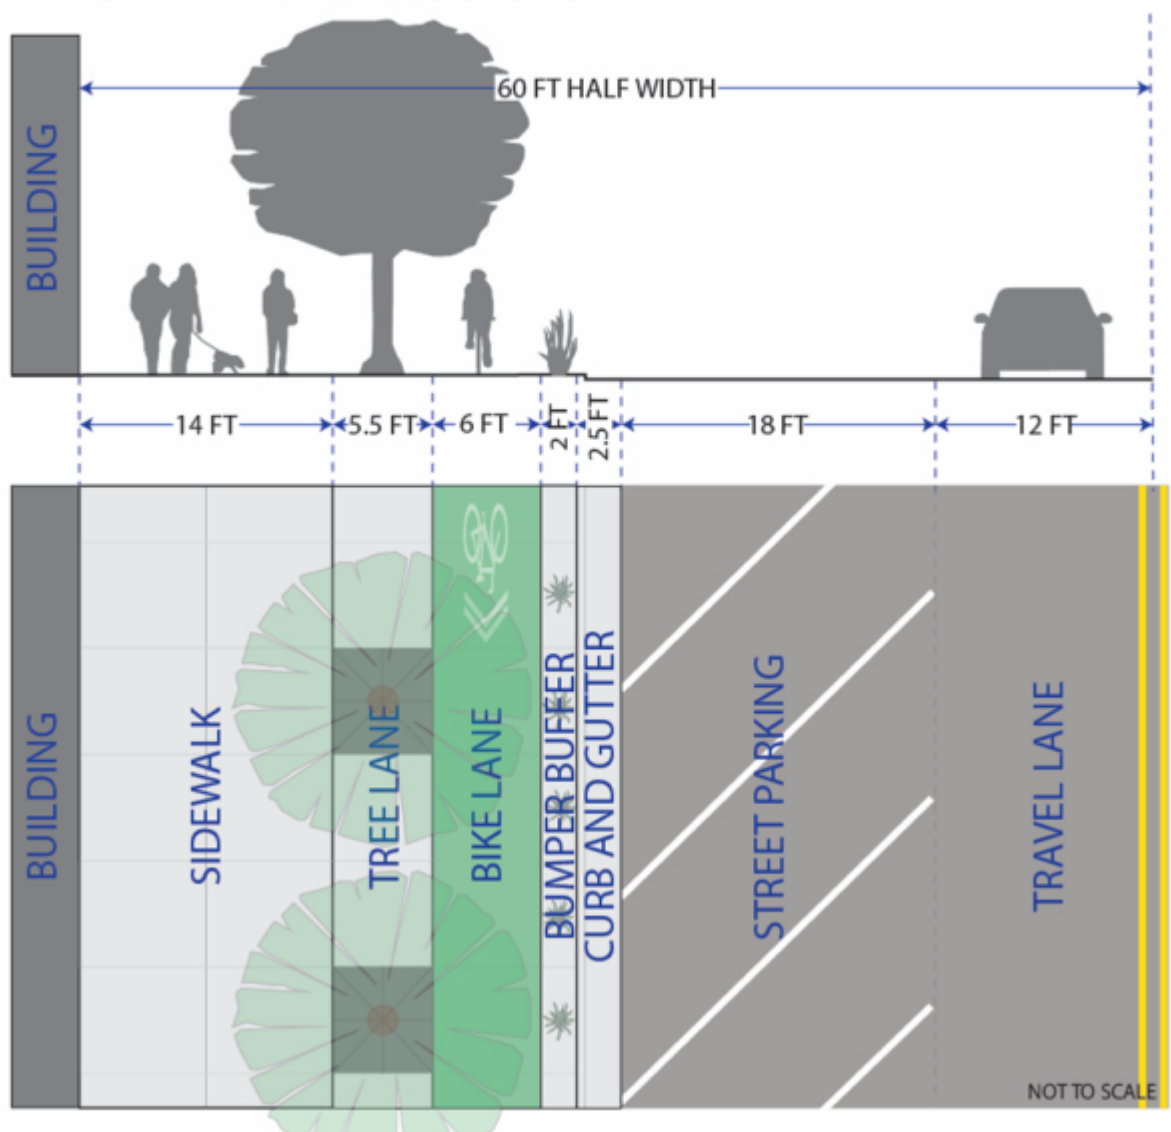 60 FT HALF WIDTH
BUILDING
14 FT
5.5 FT
6 FT
2 FT
2.5 FT
18 FT
12 FT
BUILDING
SIDEWALK
TREE LANE
BIKE LANE
BUMPER BUFFER
CURB AND GUTTER
STREET PARKING
TRAVEL LANE
NOT TO SCALE